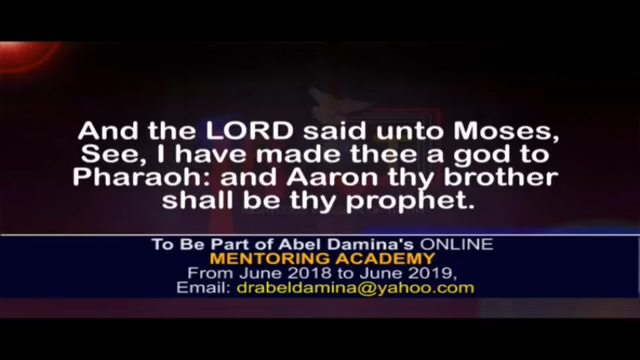 And the LORD said unto Moses,
See, I have made thee a god to
Pharaoh: and Aaron thy brother
shall be thy prophet.
To Be Part of Abel Damina's ONLINE
MENTORING ACADEMY
From June 2018 to June 2019,
Email: drabeldamina@yahoo.com